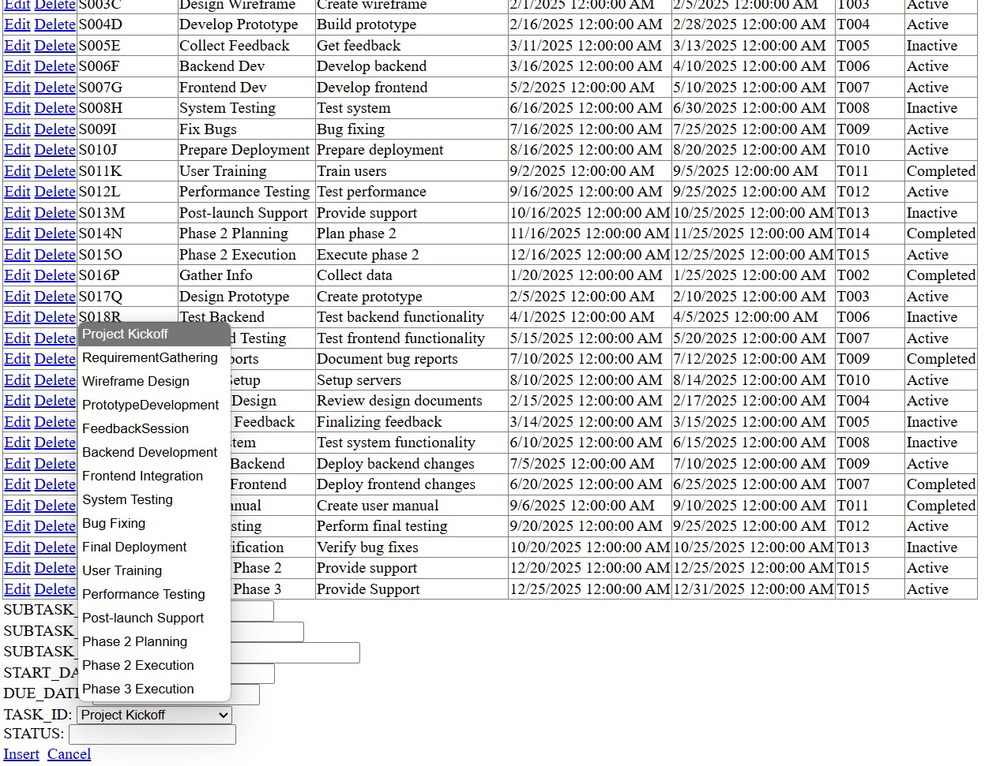 Edit Delete S003C Design Wireframe Create wireframe 2/1/2025 12:00:00 AM 2/5/2025 12:00:00 AM T003 Active
Edit Delete S004D Develop Prototype Build prototype 2/16/2025 12:00:00 AM 2/28/2025 12:00:00 AM T004 Active
Edit Delete S005E Collect Feedback Get feedback 3/11/2025 12:00:00 AM 3/13/2025 12:00:00 AM T005 Inactive
Edit Delete S006F Backend Dev Develop backend 3/16/2025 12:00:00 AM 4/10/2025 12:00:00 AM T006 Active
Edit Delete S007G Frontend Dev Develop frontend 5/2/2025 12:00:00 AM 5/10/2025 12:00:00 AM T007 Active
Edit Delete S008H System Testing Test system 6/16/2025 12:00:00 AM 6/30/2025 12:00:00 AM T008 Inactive
Edit Delete S009I Fix Bugs Bug fixing 7/16/2025 12:00:00 AM 7/25/2025 12:00:00 AM T009 Active
Edit Delete S010J Prepare Deployment Prepare deployment 8/16/2025 12:00:00 AM 8/20/2025 12:00:00 AM T010 Active
Edit Delete S011K User Training Train users 9/2/2025 12:00:00 AM 9/5/2025 12:00:00 AM T011 Completed
Edit Delete S012L Performance Testing Test performance 9/16/2025 12:00:00 AM 9/25/2025 12:00:00 AM T012 Active
Edit Delete S013M Post-launch Support Provide support 10/16/2025 12:00:00 AM 10/25/2025 12:00:00 AM T013 Inactive
Edit Delete S014N Phase 2 Planning Plan phase 2 11/16/2025 12:00:00 AM 11/25/2025 12:00:00 AM T014 Completed
Edit Delete S015O Phase 2 Execution Execute phase 2 12/16/2025 12:00:00 AM 12/25/2025 12:00:00 AM T015 Active
Edit Delete S016P Gather Info Collect data 1/20/2025 12:00:00 AM 1/25/2025 12:00:00 AM T002 Completed
Edit Delete S017Q Design Prototype Create prototype 2/5/2025 12:00:00 AM 2/10/2025 12:00:00 AM T003 Active
Edit Delete S018R Test Backend Test backend functionality 4/1/2025 12:00:00 AM 4/5/2025 12:00:00 AM T006 Inactive
Edit Delete d Testing Test frontend functionality 5/15/2025 12:00:00 AM 5/20/2025 12:00:00 AM T007 Active
Edit Delete ports Document bug reports 7/10/2025 12:00:00 AM 7/12/2025 12:00:00 AM T009 Completed
Edit Delete Setup Setup servers 8/10/2025 12:00:00 AM 8/14/2025 12:00:00 AM T010 Active
Edit Delete Design Review design documents 2/15/2025 12:00:00 AM 2/17/2025 12:00:00 AM T004 Active
Edit Delete Feedback Finalizing feedback 3/14/2025 12:00:00 AM 3/15/2025 12:00:00 AM T005 Inactive
Edit Delete stem Test system functionality 6/10/2025 12:00:00 AM 6/15/2025 12:00:00 AM T008 Inactive
Edit Delete Backend Deploy backend changes 7/5/2025 12:00:00 AM 7/10/2025 12:00:00 AM T009 Active
Edit Delete Frontend Deploy frontend changes 6/20/2025 12:00:00 AM 6/25/2025 12:00:00 AM T007 Completed
Edit Delete anual Create user manual 9/6/2025 12:00:00 AM 9/10/2025 12:00:00 AM T011 Completed
Edit Delete sting Perform final testing 9/20/2025 12:00:00 AM 9/25/2025 12:00:00 AM T012 Active
Edit Delete ification Verify bug fixes 10/20/2025 12:00:00 AM 10/25/2025 12:00:00 AM T013 Inactive
Edit Delete Phase 2 Provide support 12/20/2025 12:00:00 AM 12/25/2025 12:00:00 AM T015 Active
Edit Delete Phase 3 Provide Support 12/25/2025 12:00:00 AM 12/31/2025 12:00:00 AM T015 Active
Project Kickoff
RequirementGathering
Wireframe Design
PrototypeDevelopment
FeedbackSession
Backend Development
Frontend Integration
System Testing
Bug Fixing
Final Deployment
User Training
Performance Testing
Post-launch Support
Phase 2 Planning
Phase 2 Execution
Phase 3 Execution
SUBTASK_
SUBTASK_
SUBTASK_
START_DA
DUE_DATE
TASK_ID: Project Kickoff
STATUS:
Insert Cancel